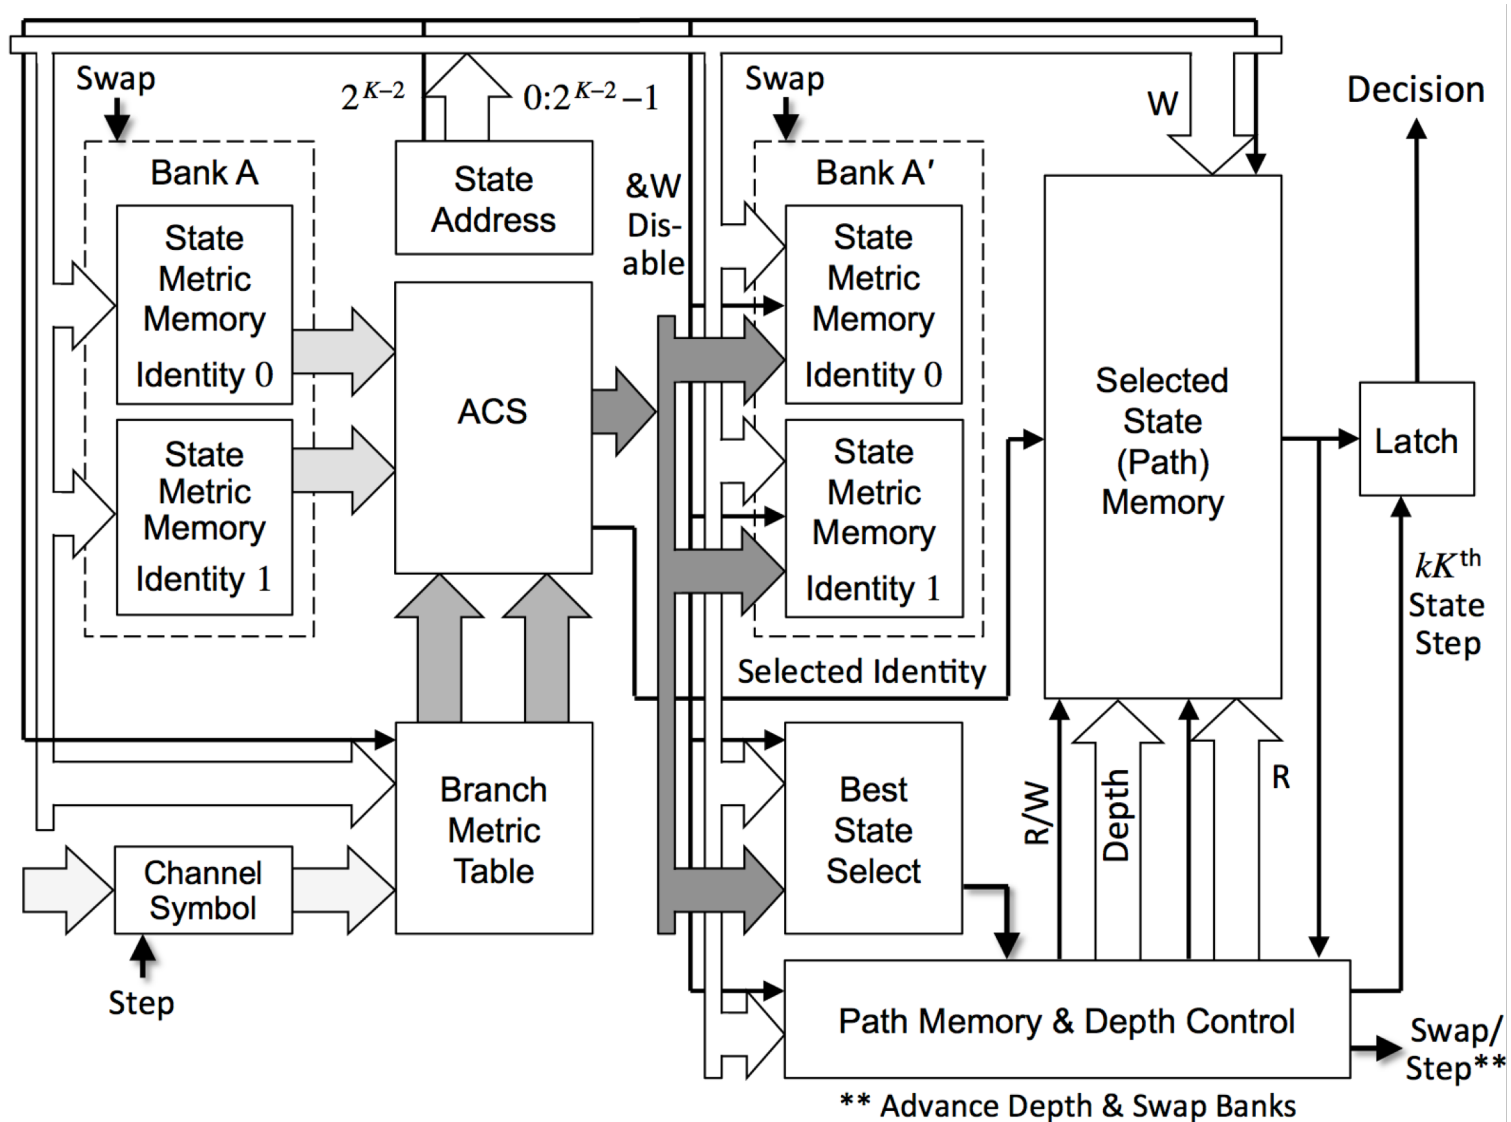 Swap
2^{K–2}
0:2^{K–2}–1
Swap
W
Decision
Bank A
State
Metric
Memory
Identity 0
State
Metric
Memory
Identity 1
State
Address
&W
Dis-
able
Bank A′
State
Metric
Memory
Identity 0
State
Metric
Memory
Identity 1
ACS
Selected
State
(Path)
Memory
Latch
kK^{th}
State
Step
Selected Identity
Branch
Metric
Table
Best
State
Select
R/W
Depth
R
Channel
Symbol
Step
Path Memory & Depth Control
Swap/
Step**
** Advance Depth & Swap Banks